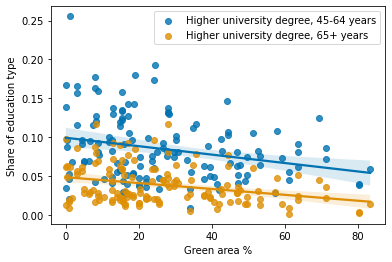 Higher university degree, 45-64 years
Higher university degree, 65+ years
Share of education type
0.25
0.20
0.15
0.10
0.05
0.00
0
20
40
60
80
Green area %